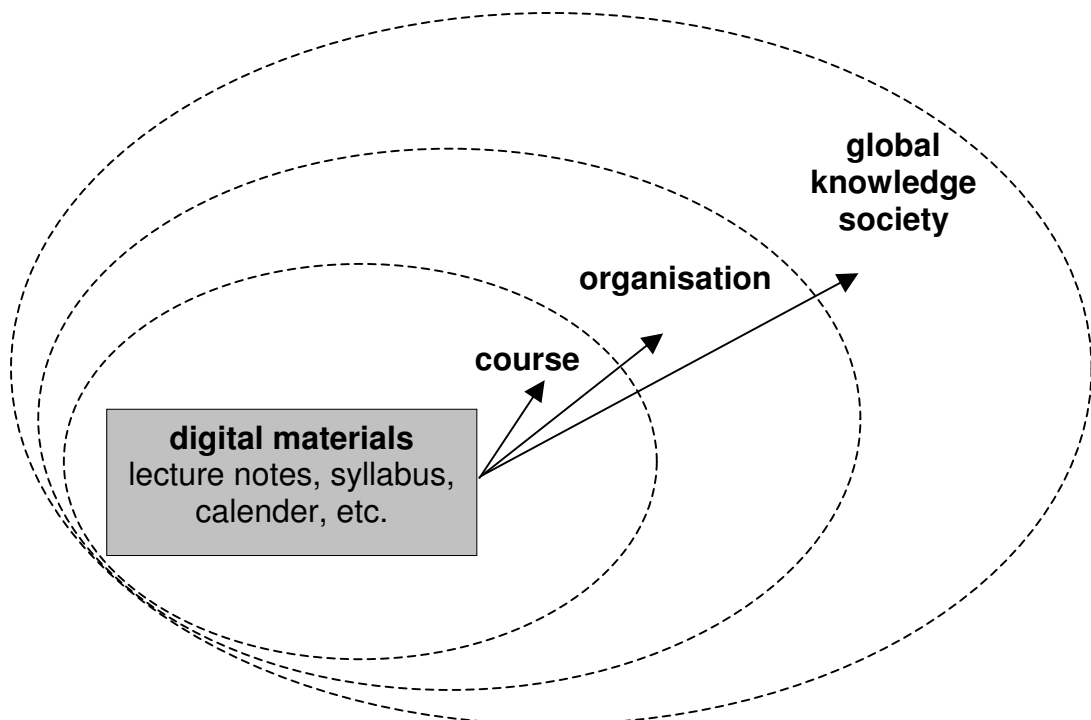 global
knowledge
society
organisation
course
digital materials
lecture notes, syllabus,
calender, etc.